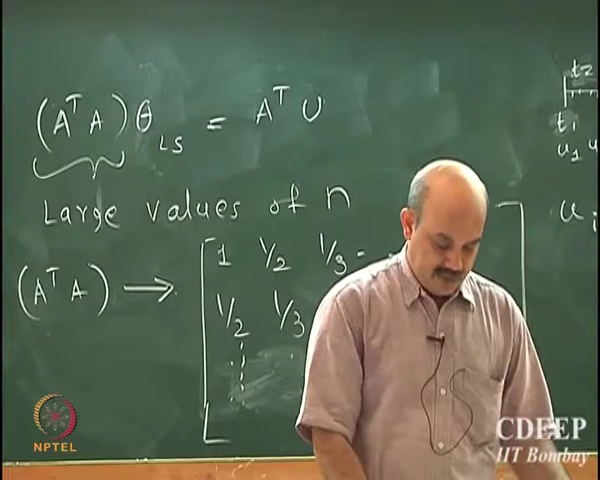 (AᵀA) θ_LS = Aᵀ U
Large values of n
(AᵀA) → [ 1 1/2 1/3 - -
1/2 1/3
t2
t1
u1 u
ui
NPTEL
CDEEP
IIT Bombay